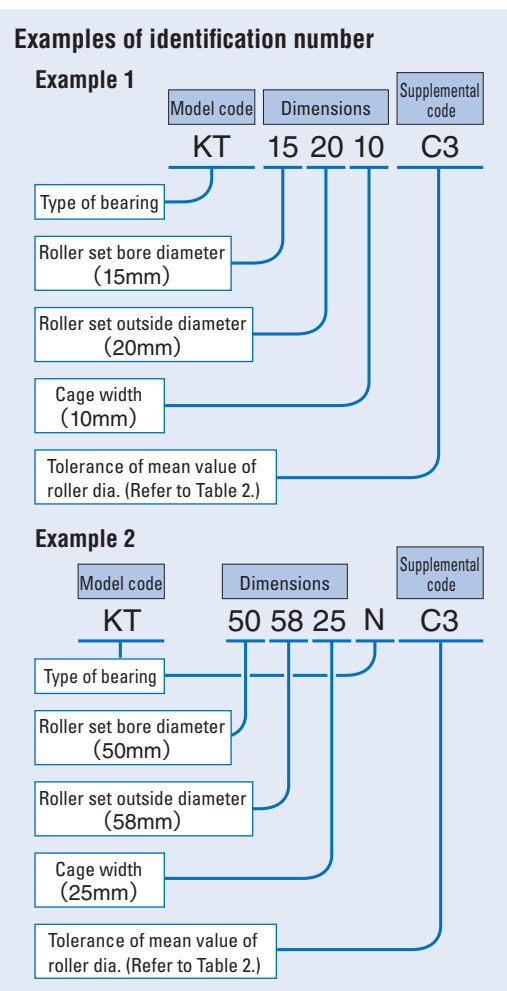 Examples of identification number
Example 1
Model code
Dimensions
Supplemental
code
KT 15 20 10 C3
Type of bearing
Roller set bore diameter
（15mm）
Roller set outside diameter
（20mm）
Cage width
（10mm）
Tolerance of mean value of
roller dia. (Refer to Table 2.)
Example 2
Model code
Dimensions
Supplemental
code
KT 50 58 25 N C3
Type of bearing
Roller set bore diameter
（50mm）
Roller set outside diameter
（58mm）
Cage width
（25mm）
Tolerance of mean value of
roller dia. (Refer to Table 2.)